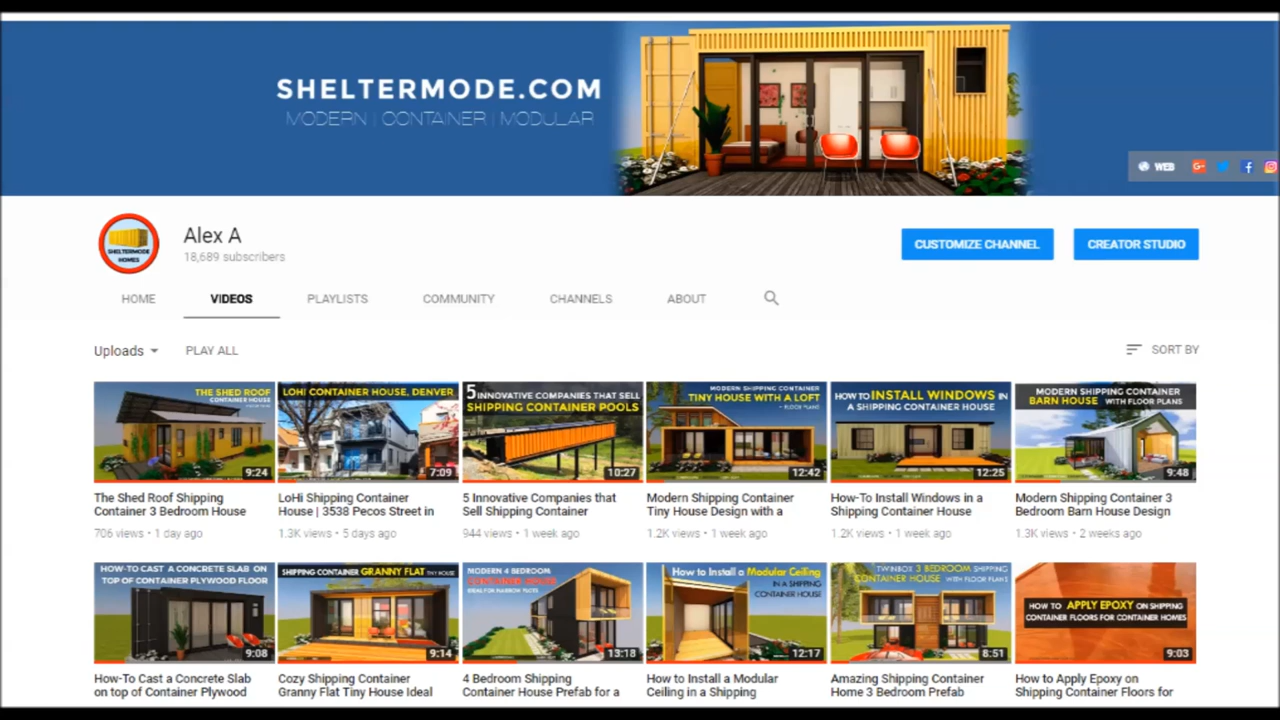 SHELTERMODE.COM
MODERN | CONTAINER | MODULAR
WEB
SHELTERMODE
HOMES
Alex A
18,689 subscribers
CUSTOMIZE CHANNEL
CREATOR STUDIO
HOME
VIDEOS
PLAYLISTS
COMMUNITY
CHANNELS
ABOUT
Uploads
PLAY ALL
SORT BY
THE SHED ROOF
CONTAINER HOUSE
9:24
LOHI CONTAINER HOUSE, DENVER
7:09
5 INNOVATIVE COMPANIES THAT SELL
SHIPPING CONTAINER POOLS
10:27
MODERN SHIPPING CONTAINER
TINY HOUSE WITH A LOFT
+ FLOOR PLANS
12:42
HOW TO INSTALL WINDOWS IN
A SHIPPING CONTAINER HOUSE
12:25
MODERN SHIPPING CONTAINER
BARN HOUSE WITH FLOOR PLANS
9:48
The Shed Roof Shipping
Container 3 Bedroom House
706 views • 1 day ago
LoHi Shipping Container
House | 3538 Pecos Street in
1.3K views • 5 days ago
5 Innovative Companies that
Sell Shipping Container
944 views • 1 week ago
Modern Shipping Container
Tiny House Design with a
1.2K views • 1 week ago
How-To Install Windows in a
Shipping Container House
1.2K views • 1 week ago
Modern Shipping Container 3
Bedroom Barn House Design
1.3K views • 2 weeks ago
HOW-TO CAST A CONCRETE SLAB ON
TOP OF CONTAINER PLYWOOD FLOOR
9:08
SHIPPING CONTAINER GRANNY FLAT TINY HOUSE
9:14
MODERN 4 BEDROOM
CONTAINER HOUSE
IDEAL FOR NARROW PLOTS
13:18
How to Install a Modular Ceiling
IN A SHIPPING
CONTAINER HOUSE
12:17
TWINBOX 3 BEDROOM SHIPPING
CONTAINER HOUSE WITH FLOOR PLANS
8:51
HOW TO APPLY EPOXY ON SHIPPING
CONTAINER FLOORS FOR CONTAINER HOMES
9:03
How-To Cast a Concrete Slab
on top of Container Plywood
Cozy Shipping Container
Granny Flat Tiny House Ideal
4 Bedroom Shipping
Container House Prefab for a
How to Install a Modular
Ceiling in a Shipping
Amazing Shipping Container
Home 3 Bedroom Prefab
How to Apply Epoxy on
Shipping Container Floors for